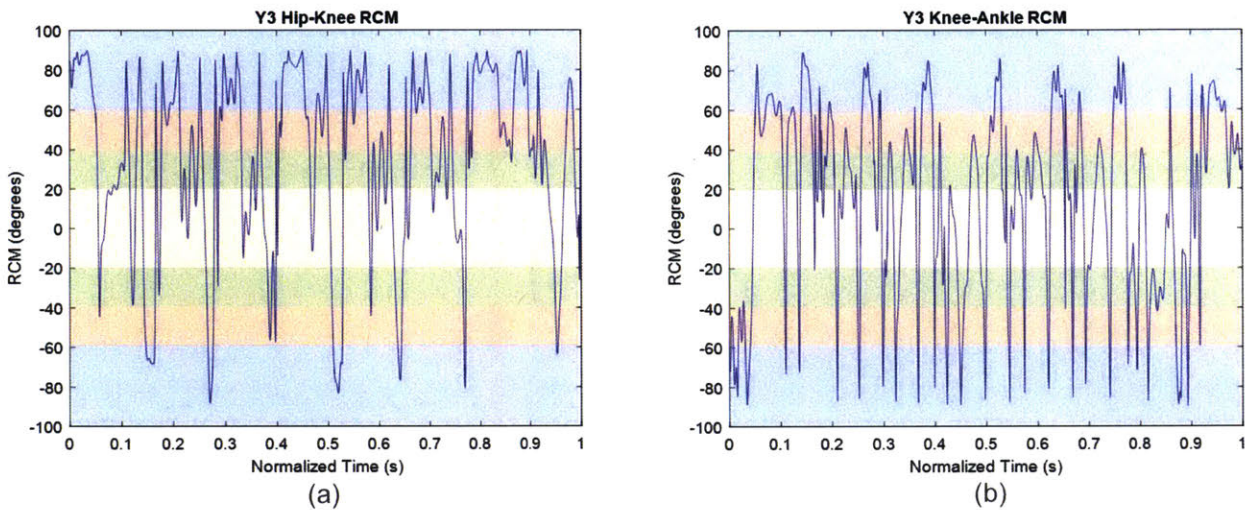 Y3 Hip-Knee RCM
100
80
60
40
20
0
-20
-40
-60
-80
-100
RCM (degrees)
0 0.1 0.2 0.3 0.4 0.5 0.6 0.7 0.8 0.9 1
Normalized Time (s)
(a)
Y3 Knee-Ankle RCM
100
80
60
40
20
0
-20
-40
-60
-80
-100
RCM (degrees)
0 0.1 0.2 0.3 0.4 0.5 0.6 0.7 0.8 0.9 1
Normalized Time (s)
(b)